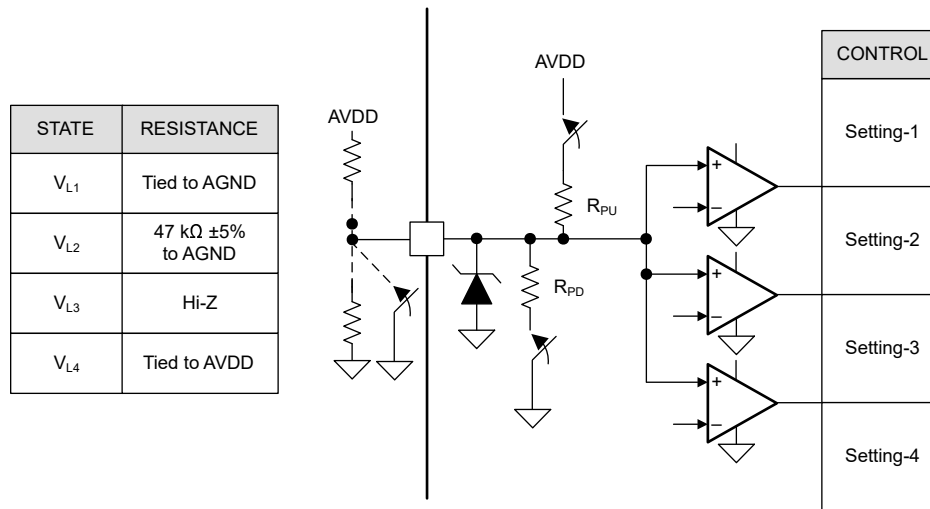 STATE RESISTANCE
VL1 Tied to AGND
VL2 47 kΩ ±5% to AGND
VL3 Hi-Z
VL4 Tied to AVDD
AVDD
AVDD
RPU
RPD
+
−
+
−
+
−
CONTROL
Setting-1
Setting-2
Setting-3
Setting-4